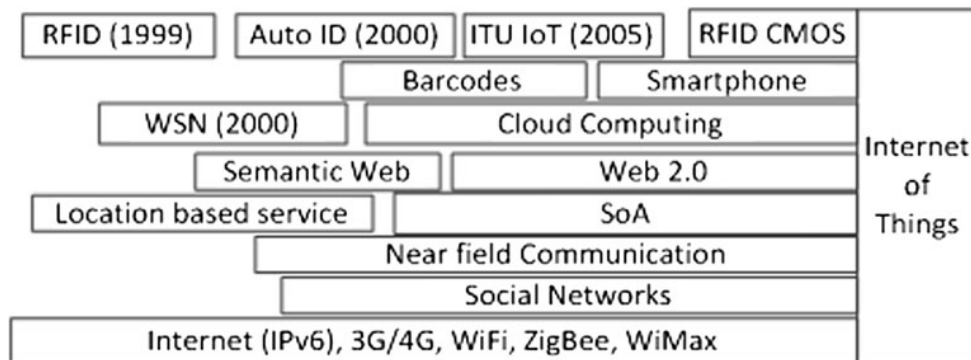 RFID (1999) Auto ID (2000) ITU IoT (2005) RFID CMOS
Barcodes Smartphone
WSN (2000) Cloud Computing
Semantic Web Web 2.0
Location based service SoA
Near field Communication
Social Networks
Internet (IPv6), 3G/4G, WiFi, ZigBee, WiMax
Internet
of
Things